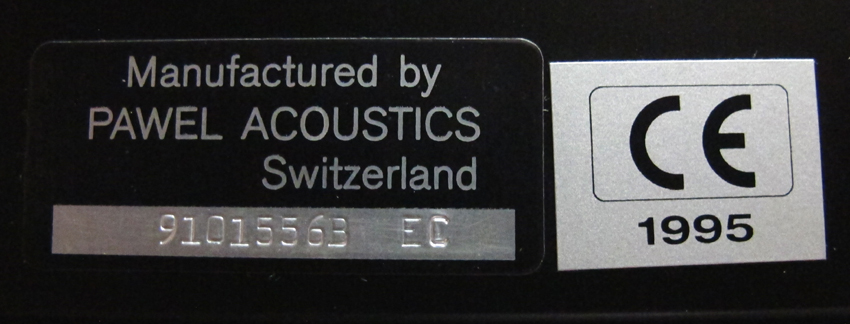 Manufactured by
PAWEL ACOUSTICS
Switzerland
9101556B EC
CE
1995